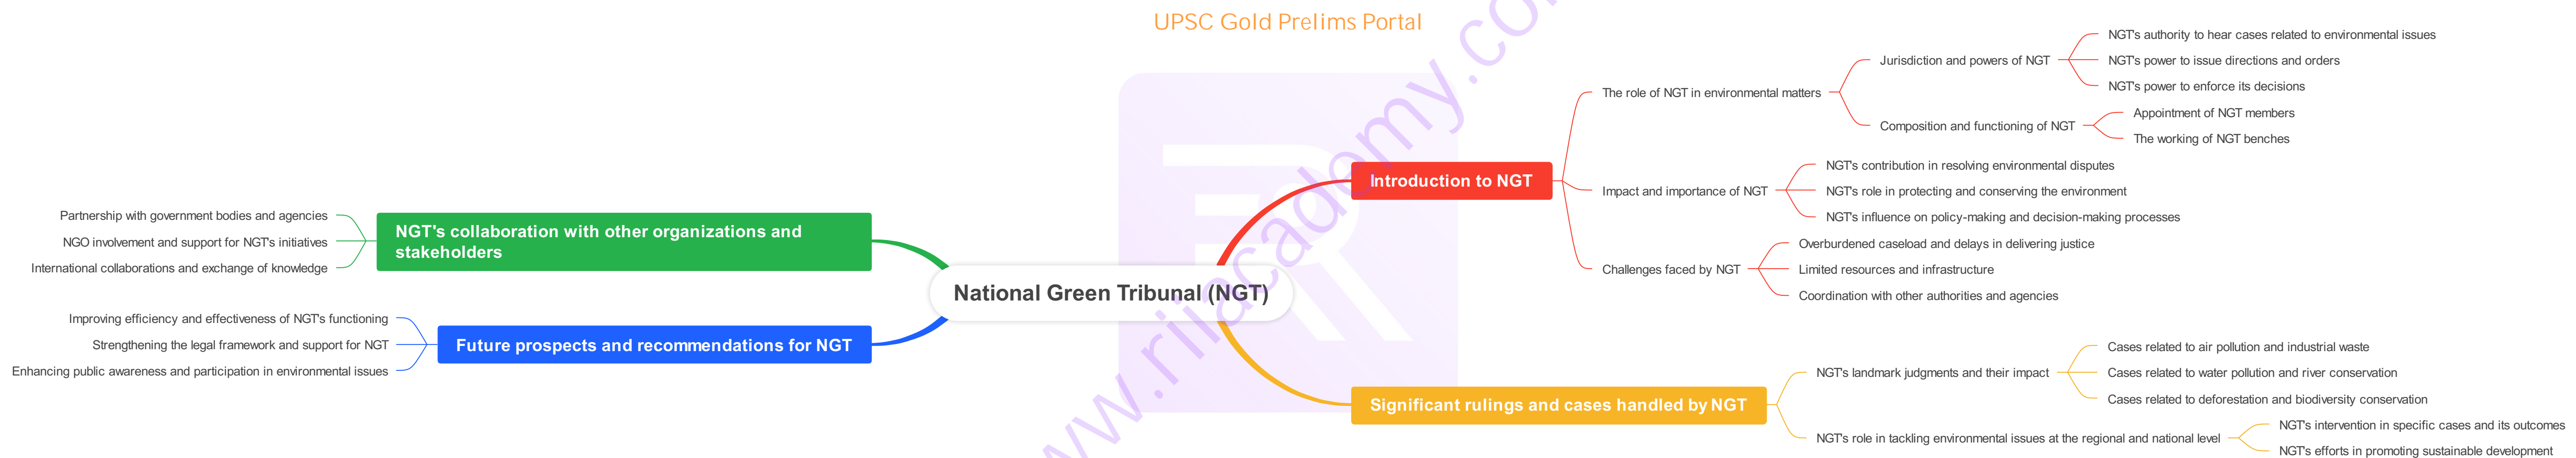 UPSC Gold Prelims Portal
National Green Tribunal (NGT)
Introduction to NGT
The role of NGT in environmental matters
Jurisdiction and powers of NGT
NGT's authority to hear cases related to environmental issues
NGT's power to issue directions and orders
NGT's power to enforce its decisions
Composition and functioning of NGT
Appointment of NGT members
The working of NGT benches
Impact and importance of NGT
NGT's contribution in resolving environmental disputes
NGT's role in protecting and conserving the environment
NGT's influence on policy-making and decision-making processes
Challenges faced by NGT
Overburdened caseload and delays in delivering justice
Limited resources and infrastructure
Coordination with other authorities and agencies
Significant rulings and cases handled by NGT
NGT's landmark judgments and their impact
Cases related to air pollution and industrial waste
Cases related to water pollution and river conservation
Cases related to deforestation and biodiversity conservation
NGT's role in tackling environmental issues at the regional and national level
NGT's intervention in specific cases and its outcomes
NGT's efforts in promoting sustainable development
NGT's collaboration with other organizations and
stakeholders
Partnership with government bodies and agencies
NGO involvement and support for NGT's initiatives
International collaborations and exchange of knowledge
Future prospects and recommendations for NGT
Improving efficiency and effectiveness of NGT's functioning
Strengthening the legal framework and support for NGT
Enhancing public awareness and participation in environmental issues